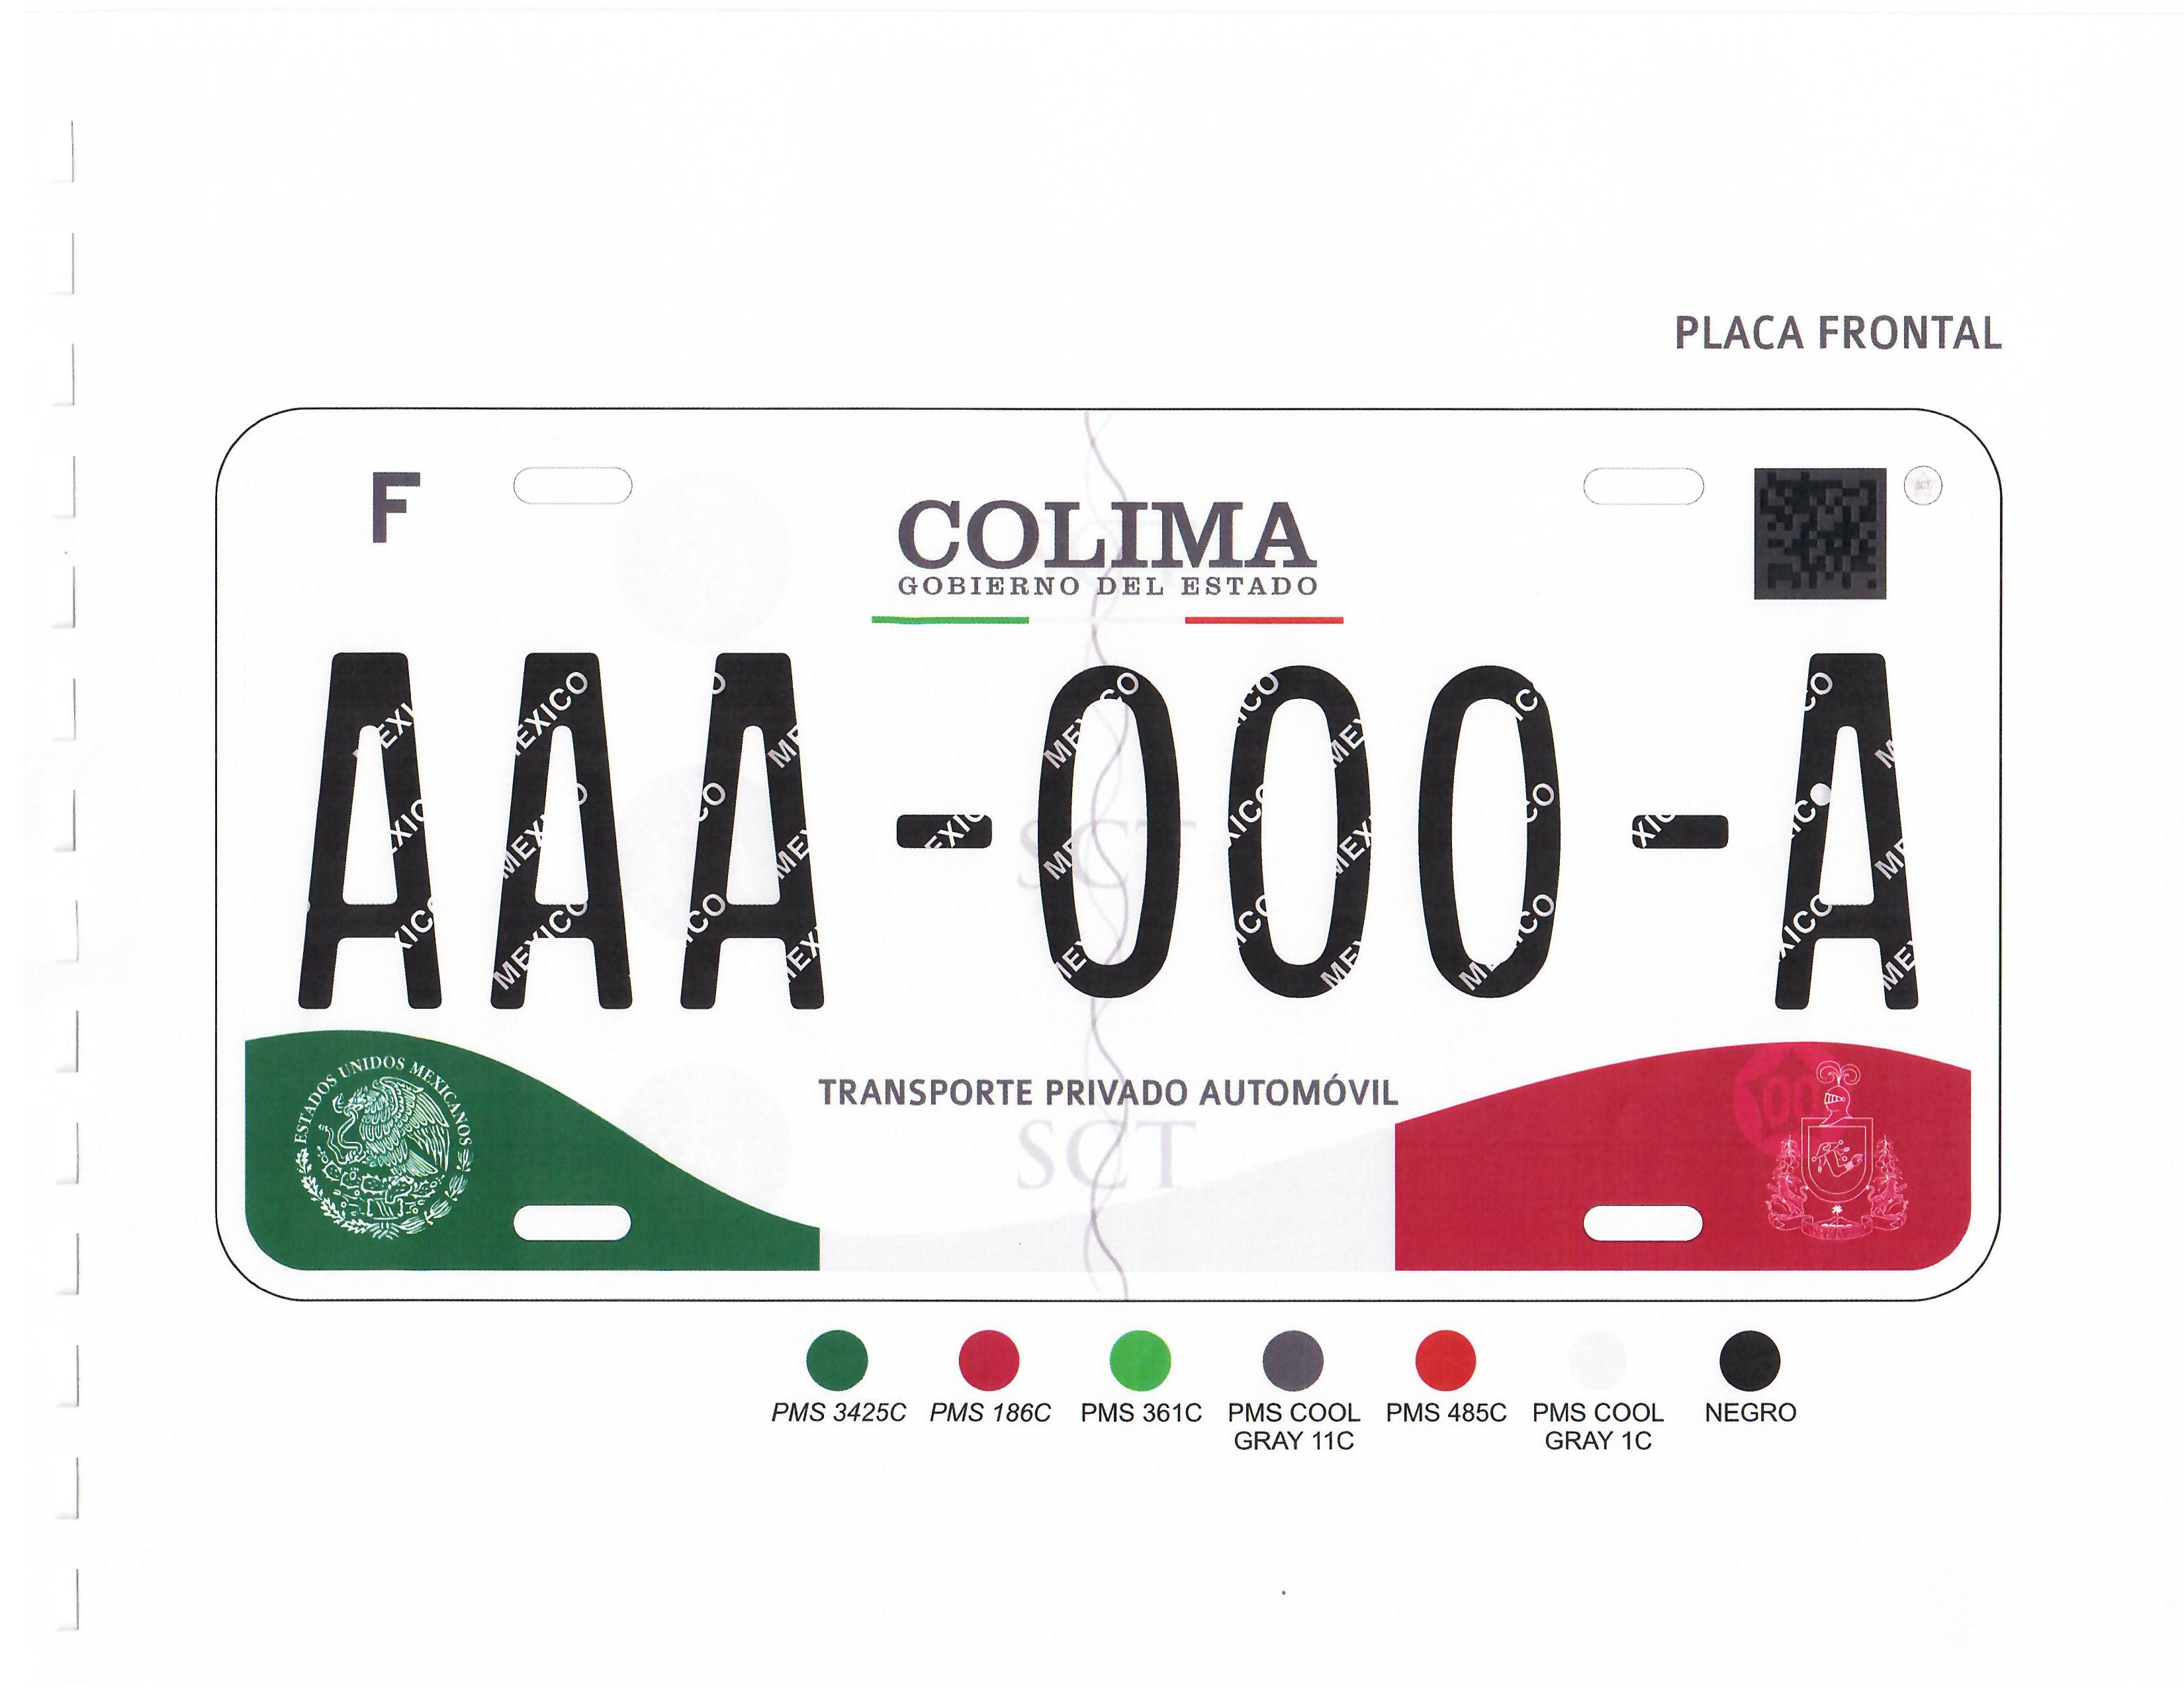 PLACA FRONTAL
F
COLIMA
GOBIERNO DEL ESTADO
AAA-000-A
ESTADOS UNIDOS MEXICANOS
TRANSPORTE PRIVADO AUTOMÓVIL
SCT
SCT
PMS 3425C PMS 186C PMS 361C PMS COOL GRAY 11C PMS 485C PMS COOL GRAY 1C NEGRO